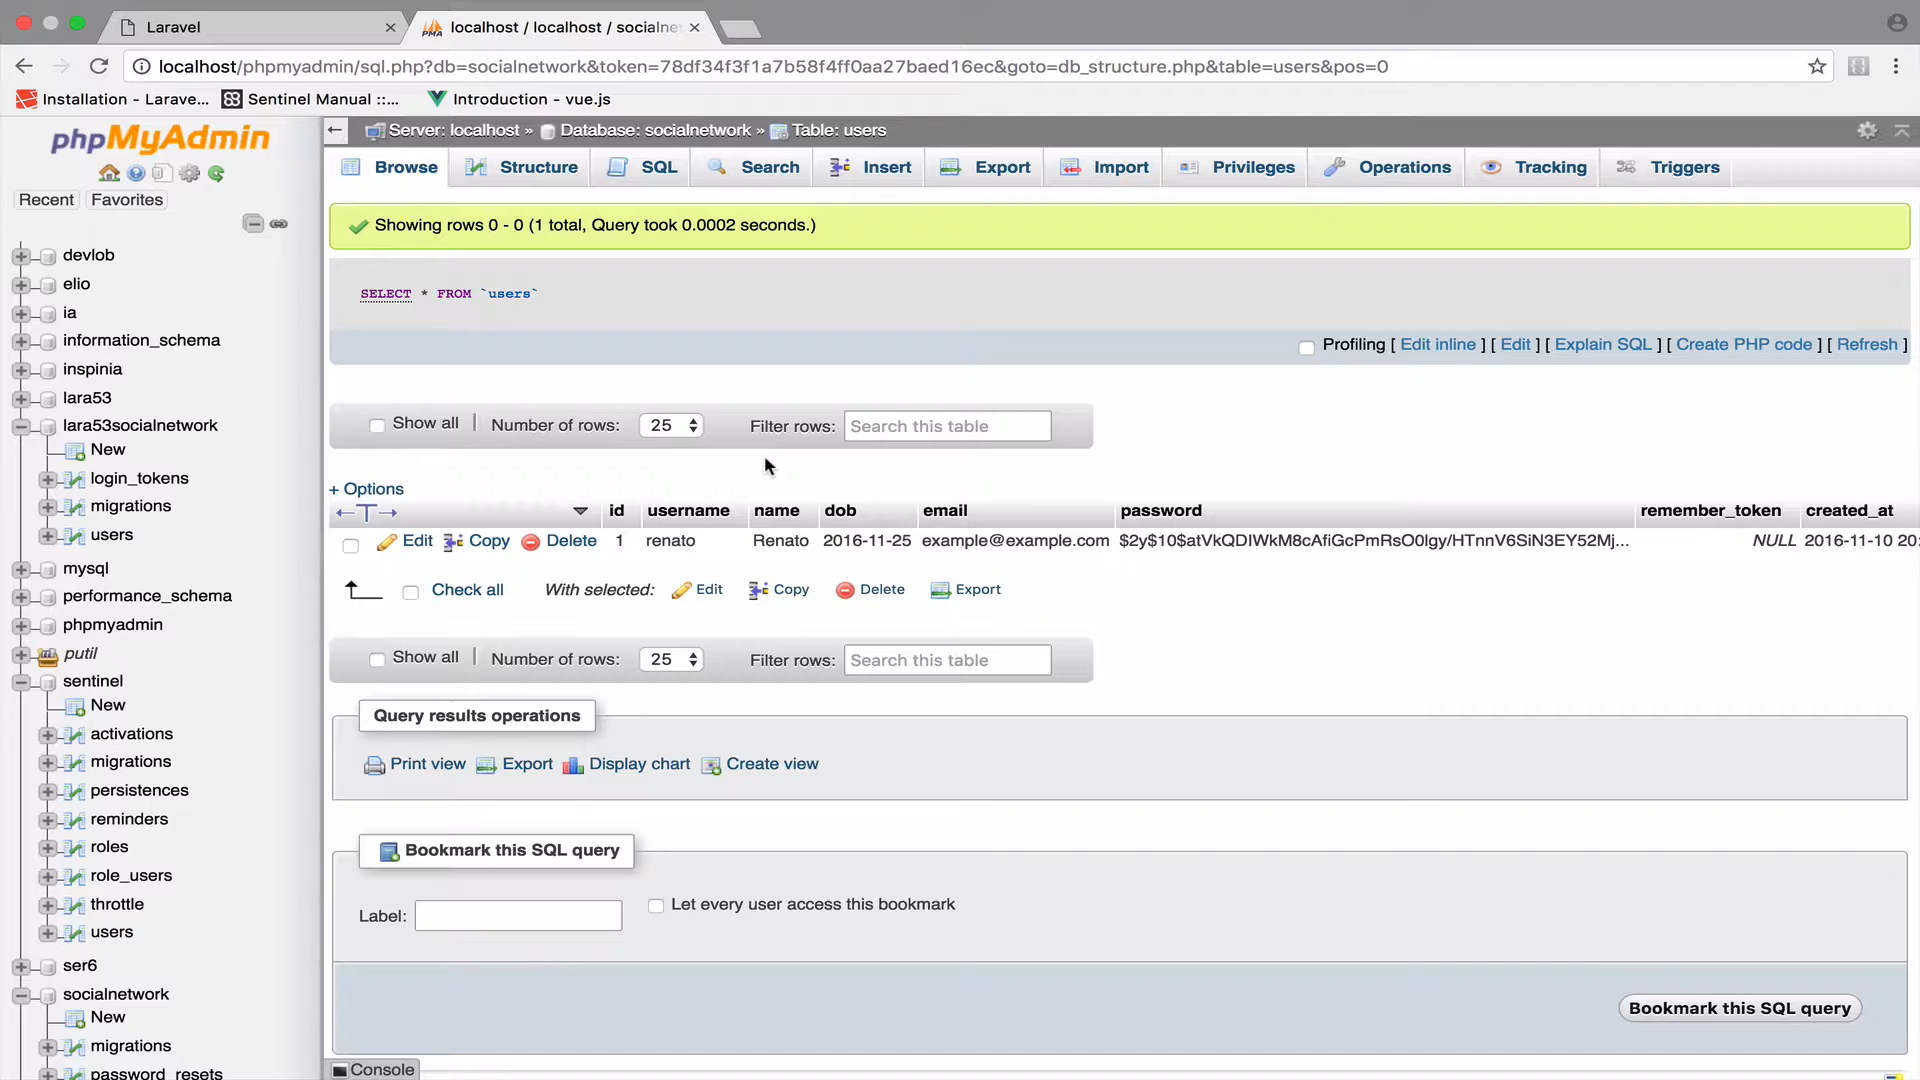 Laravel
localhost / localhost / socialne
localhost/phpmyadmin/sql.php?db=socialnetwork&token=78df34f3f1a7b58f4ff0aa27baed16ec&goto=db_structure.php&table=users&pos=0
Installation - Larave... Sentinel Manual ::... Introduction - vue.js
phpMyAdmin
Recent Favorites
devlob
elio
ia
information_schema
inspinia
lara53
lara53socialnetwork
New
login_tokens
migrations
users
mysql
performance_schema
phpmyadmin
putil
sentinel
New
activations
migrations
persistences
reminders
roles
role_users
throttle
users
ser6
socialnetwork
New
migrations
password_resets
Server: localhost » Database: socialnetwork » Table: users
Browse Structure SQL Search Insert Export Import Privileges Operations Tracking Triggers
Showing rows 0 - 0 (1 total, Query took 0.0002 seconds.)
SELECT * FROM `users`
Profiling [ Edit inline ] [ Edit ] [ Explain SQL ] [ Create PHP code ] [ Refresh ]
Show all | Number of rows: 25 Filter rows: Search this table
+ Options
←T→ id username name dob email password remember_token created_at
Edit Copy Delete 1 renato Renato 2016-11-25 example@example.com $2y$10$atVkQDIWkM8cAfiGcPmRsO0lgy/HTnnV6SiN3EY52Mj... NULL 2016-11-10 20:
Check all With selected: Edit Copy Delete Export
Show all | Number of rows: 25 Filter rows: Search this table
Query results operations
Print view Export Display chart Create view
Bookmark this SQL query
Label: Let every user access this bookmark
Bookmark this SQL query
Console